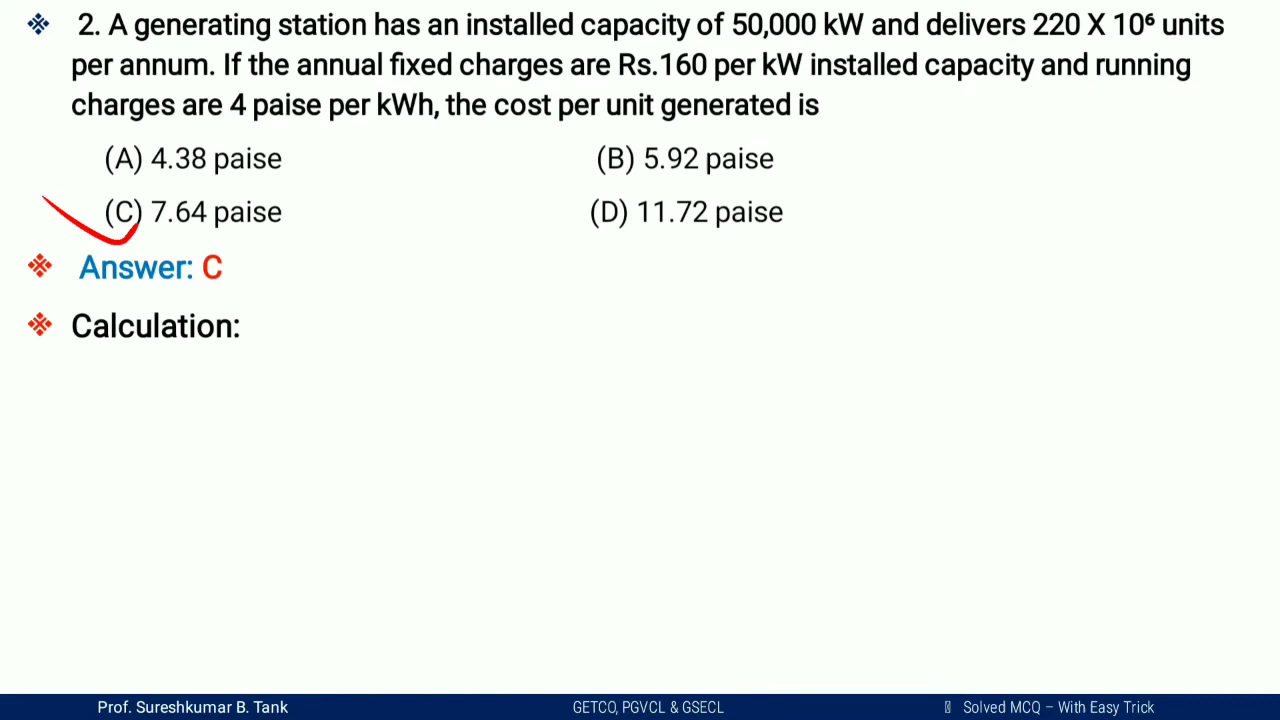 2. A generating station has an installed capacity of 50,000 kW and delivers 220 X 10⁶ units
per annum. If the annual fixed charges are Rs.160 per kW installed capacity and running
charges are 4 paise per kWh, the cost per unit generated is
(A) 4.38 paise (B) 5.92 paise
(C) 7.64 paise (D) 11.72 paise
Answer: C
Calculation:
Prof. Sureshkumar B. Tank GETCO, PGVCL & GSECL Solved MCQ – With Easy Trick